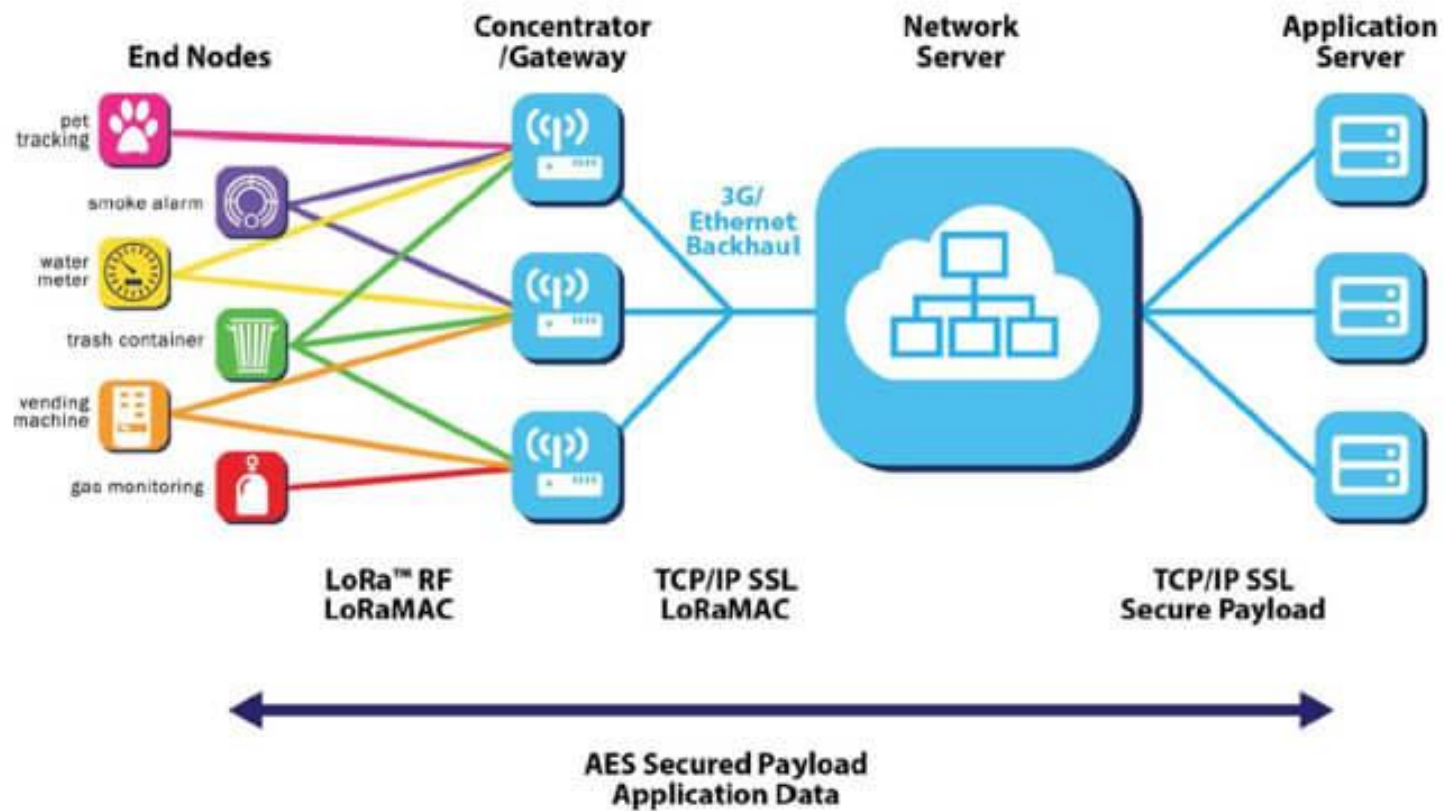 End Nodes
Concentrator
/Gateway
Network
Server
Application
Server
pet
tracking
smoke alarm
water
meter
trash container
vending
machine
gas monitoring
3G/
Ethernet
Backhaul
LoRa™ RF
LoRaMAC
TCP/IP SSL
LoRaMAC
TCP/IP SSL
Secure Payload
AES Secured Payload
Application Data